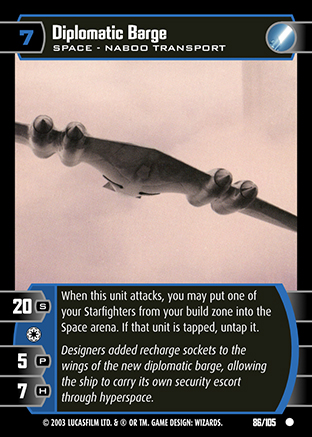 7
Diplomatic Barge
SPACE - NABOO TRANSPORT
20 S
5 P
7 H
When this unit attacks, you may put one of
your Starfighters from your build zone into the
Space arena. If that unit is tapped, untap it.
Designers added recharge sockets to the
wings of the new diplomatic barge, allowing
the ship to carry its own security escort
through hyperspace.
© 2003 LUCASFILM LTD. & ® OR TM. GAME DESIGN: WIZARDS.
86/105